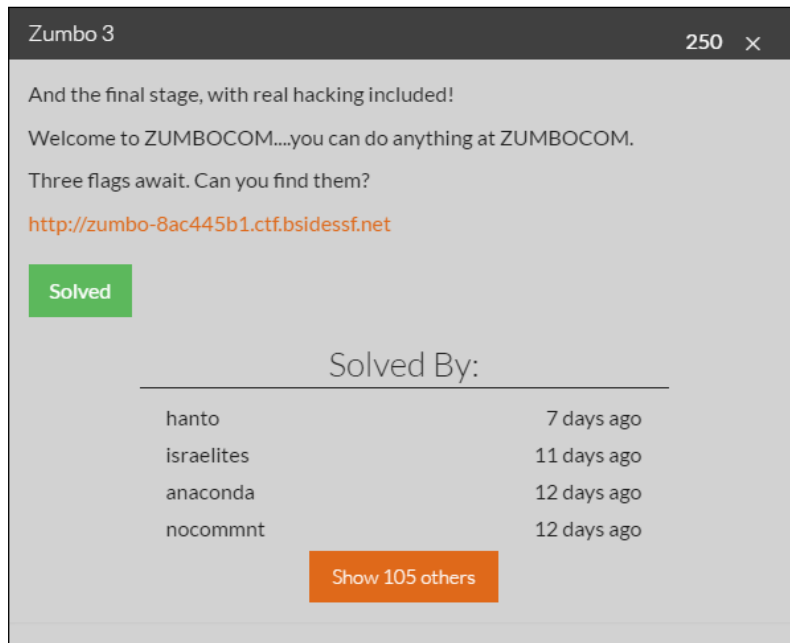 Zumbo 3 250 ×
And the final stage, with real hacking included!
Welcome to ZUMBOCOM....you can do anything at ZUMBOCOM.
Three flags await. Can you find them?
http://zumbo-8ac445b1.ctf.bsidessf.net
Solved
Solved By:
hanto 7 days ago
israelites 11 days ago
anaconda 12 days ago
nocommnt 12 days ago
Show 105 others